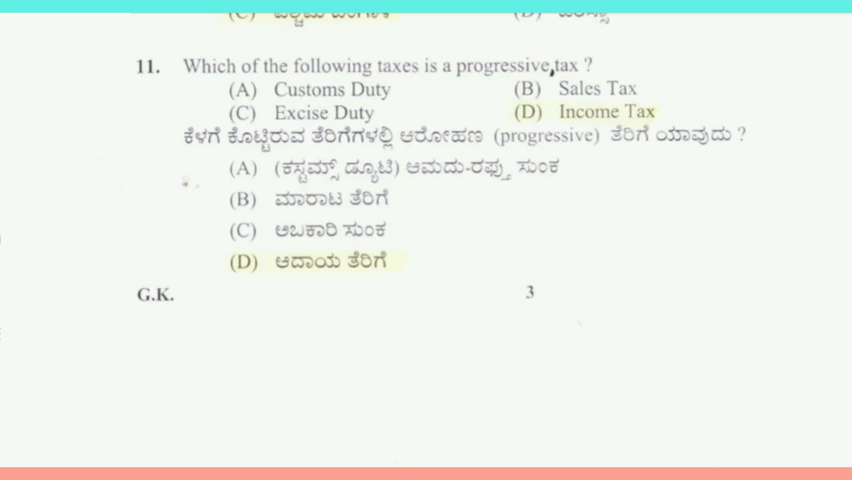 11. Which of the following taxes is a progressive, tax ?
(A) Customs Duty (B) Sales Tax
(C) Excise Duty (D) Income Tax
ಕೆಳಗೆ ಕೊಟ್ಟಿರುವ ತೆರಿಗೆಗಳಲ್ಲಿ ಆರೋಹಣ (progressive) ತೆರಿಗೆ ಯಾವುದು ?
(A) (ಕಸ್ಟಮ್ಸ್ ಡ್ಯೂಟಿ) ಆಮದು-ರಫ್ತು ಸುಂಕ
(B) ಮಾರಾಟ ತೆರಿಗೆ
(C) ಅಬಕಾರಿ ಸುಂಕ
(D) ಆದಾಯ ತೆರಿಗೆ
G.K. 3